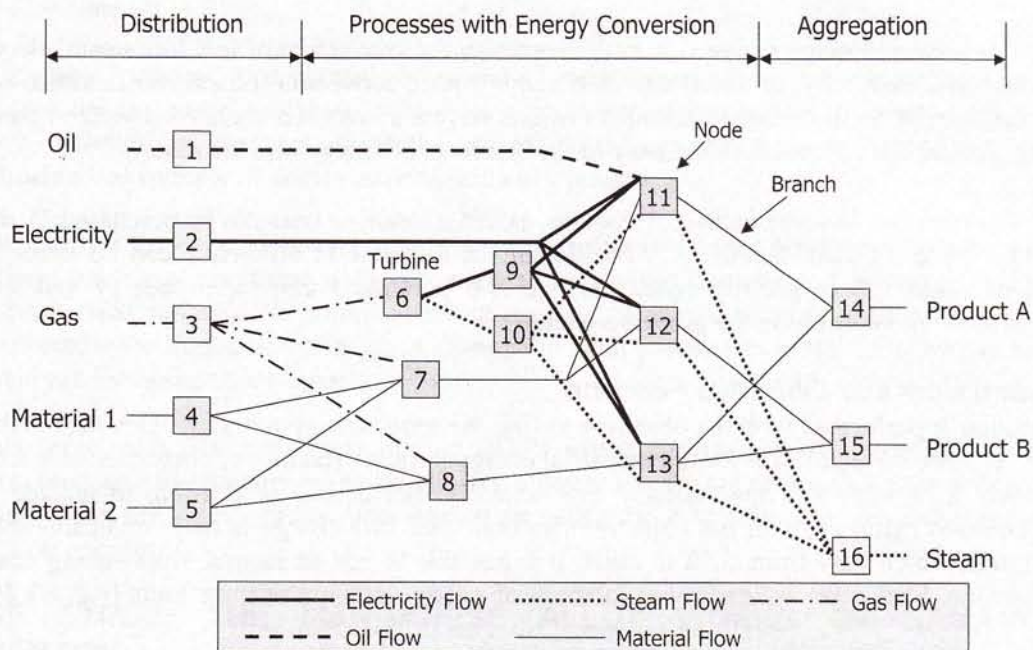 Distribution Processes with Energy Conversion Aggregation
Oil 1 Node
11 Branch
Electricity 2
Turbine 9
Gas 3 6 10 12 14 Product A
7
Material 1 4 13 15 Product B
8
Material 2 5
16 Steam
Electricity Flow Steam Flow Gas Flow
Oil Flow Material Flow